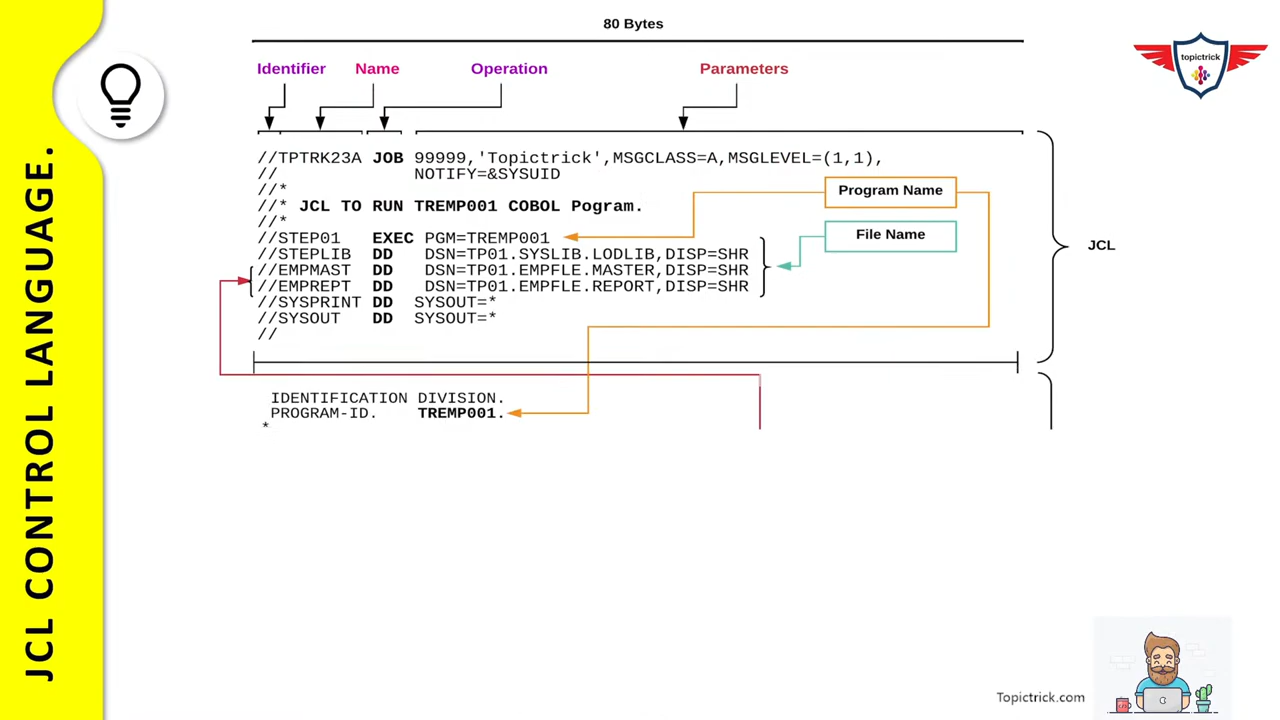 80 Bytes
Identifier Name Operation Parameters
topictrick
//TPTRK23A JOB 99999,'Topictrick',MSGCLASS=A,MSGLEVEL=(1,1),
// NOTIFY=&SYSUID
//*
//* JCL TO RUN TREMP001 COBOL Pogram.
//*
//STEP01 EXEC PGM=TREMP001
//STEPLIB DD DSN=TP01.SYSLIB.LODLIB,DISP=SHR
//EMPMAST DD DSN=TP01.EMPFLE.MASTER,DISP=SHR
//EMPREPT DD DSN=TP01.EMPFLE.REPORT,DISP=SHR
//SYSPRINT DD SYSOUT=*
//SYSOUT DD SYSOUT=*
//
Program Name
File Name
JCL
IDENTIFICATION DIVISION.
PROGRAM-ID. TREMP001.
*
JCL CONTROL LANGUAGE.
Topictrick.com